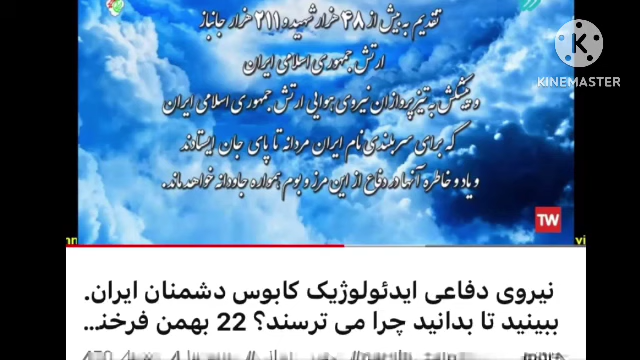 تقدیم به بیش از ۴۸ هزار شهید و ۲۱۱ هزار جانباز
ارتش جمهوری اسلامی ایران
و پیشکش به تیزپروازان نیروی هوایی ارتش جمهوری اسلامی ایران
که برای سربلندی نام ایران مردانه تا پای جان ایستادند
و یاد و خاطره آنها در دفاع از این مرز و بوم همواره جاودانه خواهد ماند.
KINEMASTER
TW
نیروی دفاعی ایدئولوژیک کابوس دشمنان ایران.
ببینید تا بدانید چرا می ترسند؟ 22 بهمن فرخنـ...